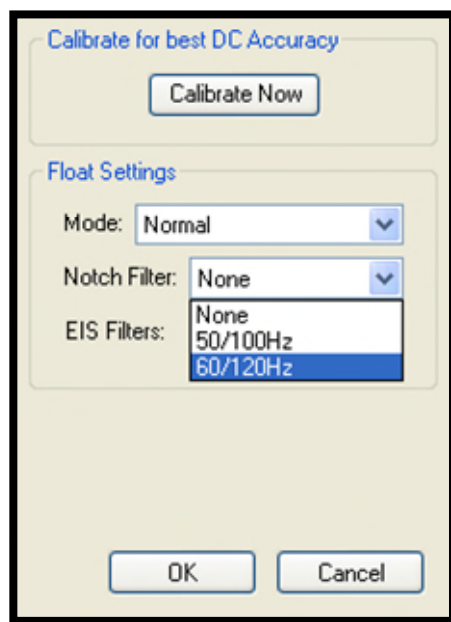 Calibrate for best DC Accuracy
Calibrate Now
Float Settings
Mode: Normal
Notch Filter: None
None
EIS Filters:
50/100Hz
60/120Hz
OK Cancel